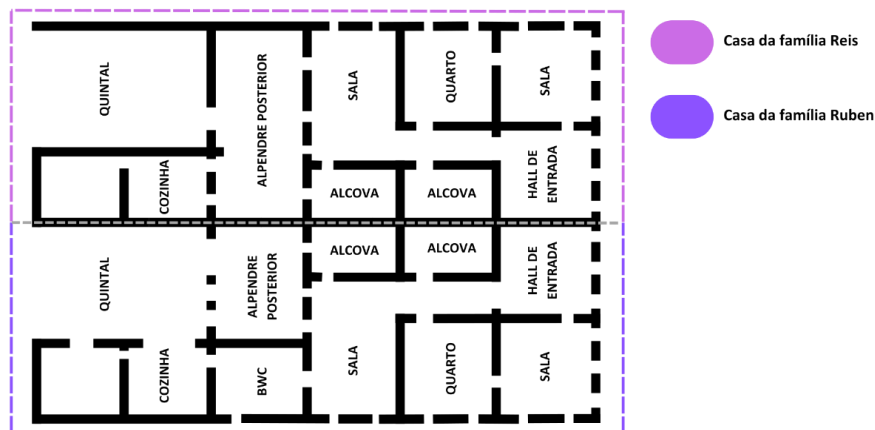 Casa da família Reis
Casa da família Ruben
QUINTAL
ALPENDRE POSTERIOR
SALA
QUARTO
SALA
COZINHA
ALCOVA
ALCOVA
HALL DE
ENTRADA
QUINTAL
ALPENDRE
POSTERIOR
ALCOVA
ALCOVA
HALL DE
ENTRADA
COZINHA
BWC
SALA
QUARTO
SALA